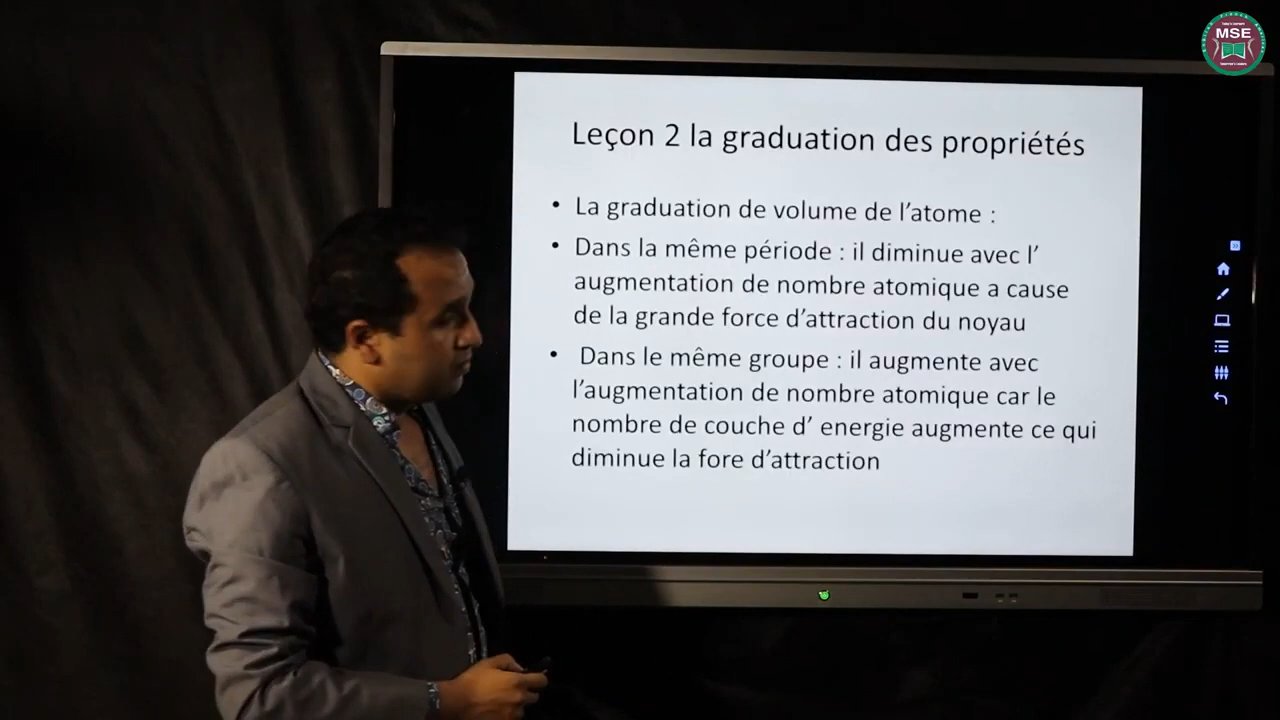 MSE
Leçon 2 la graduation des propriétés
• La graduation de volume de l’atome :
• Dans la même période : il diminue avec l’
augmentation de nombre atomique a cause
de la grande force d’attraction du noyau
• Dans le même groupe : il augmente avec
l’augmentation de nombre atomique car le
nombre de couche d’ energie augmente ce qui
diminue la fore d’attraction